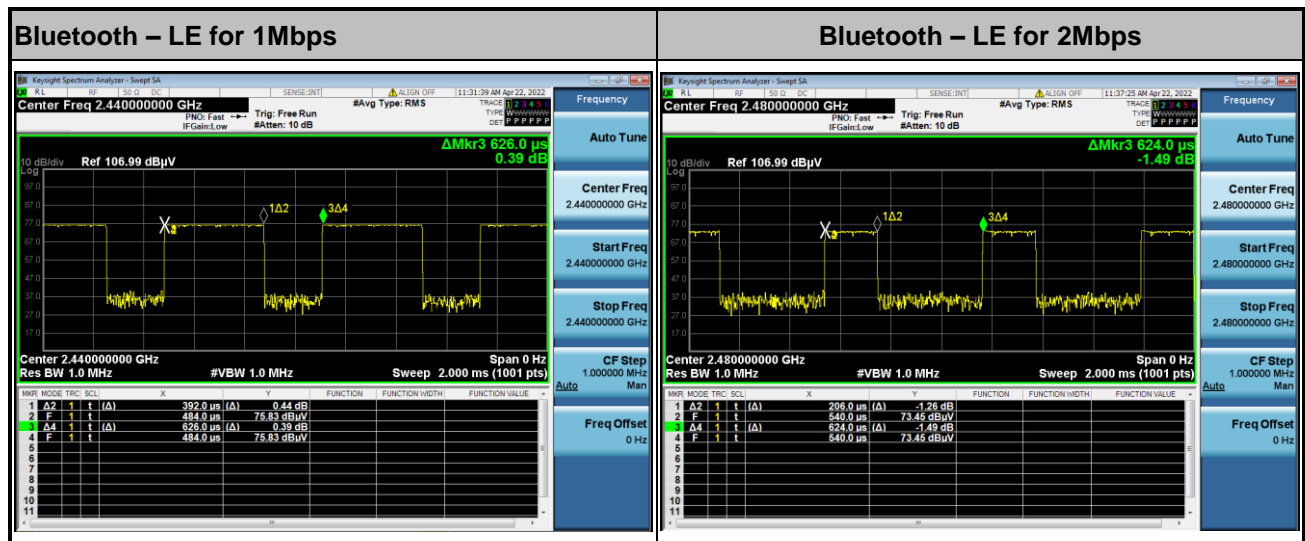 Bluetooth – LE for 1Mbps
Keysight Spectrum Analyzer - Swept SA
RL RF 50 Ω DC SENSE:INT ALIGN OFF 11:31:39 AM Apr 22, 2022
Center Freq 2.440000000 GHz #Avg Type: RMS TRACE 1 2 3 4 5 6
PNO: Fast Trig: Free Run TYPE WWWWWW
IFGain:Low #Atten: 10 dB DET P P P P P P
ΔMkr3 626.0 µs
0.39 dB
10 dB/div Ref 106.99 dBµV
Log
97.0
87.0
77.0
67.0
57.0
47.0
37.0
27.0
17.0
1Δ2
3Δ4
X
Center 2.440000000 GHz Span 0 Hz
Res BW 1.0 MHz #VBW 1.0 MHz Sweep 2.000 ms (1001 pts)
MKR MODE TRC SCL X Y FUNCTION FUNCTION WIDTH FUNCTION VALUE
1 Δ2 1 t (Δ) 392.0 µs (Δ) 0.44 dB
2 F 1 t 484.0 µs 75.83 dBµV
3 Δ4 1 t (Δ) 626.0 µs (Δ) 0.39 dB
4 F 1 t 484.0 µs 75.83 dBµV
5
6
7
8
9
10
11
Frequency
Auto Tune
Center Freq
2.440000000 GHz
Start Freq
2.440000000 GHz
Stop Freq
2.440000000 GHz
CF Step
1.000000 MHz
Auto Man
Freq Offset
0 Hz
Bluetooth – LE for 2Mbps
Keysight Spectrum Analyzer - Swept SA
RL RF 50 Ω DC SENSE:INT ALIGN OFF 11:37:25 AM Apr 22, 2022
Center Freq 2.480000000 GHz #Avg Type: RMS TRACE 1 2 3 4 5 6
PNO: Fast Trig: Free Run TYPE WWWWWW
IFGain:Low #Atten: 10 dB DET P P P P P P
ΔMkr3 624.0 µs
-1.49 dB
10 dB/div Ref 106.99 dBµV
Log
97.0
87.0
77.0
67.0
57.0
47.0
37.0
27.0
17.0
1Δ2
3Δ4
X
Center 2.480000000 GHz Span 0 Hz
Res BW 1.0 MHz #VBW 1.0 MHz Sweep 2.000 ms (1001 pts)
MKR MODE TRC SCL X Y FUNCTION FUNCTION WIDTH FUNCTION VALUE
1 Δ2 1 t (Δ) 206.0 µs (Δ) -1.26 dB
2 F 1 t 540.0 µs 73.45 dBµV
3 Δ4 1 t (Δ) 624.0 µs (Δ) -1.49 dB
4 F 1 t 540.0 µs 73.45 dBµV
5
6
7
8
9
10
11
Frequency
Auto Tune
Center Freq
2.480000000 GHz
Start Freq
2.480000000 GHz
Stop Freq
2.480000000 GHz
CF Step
1.000000 MHz
Auto Man
Freq Offset
0 Hz